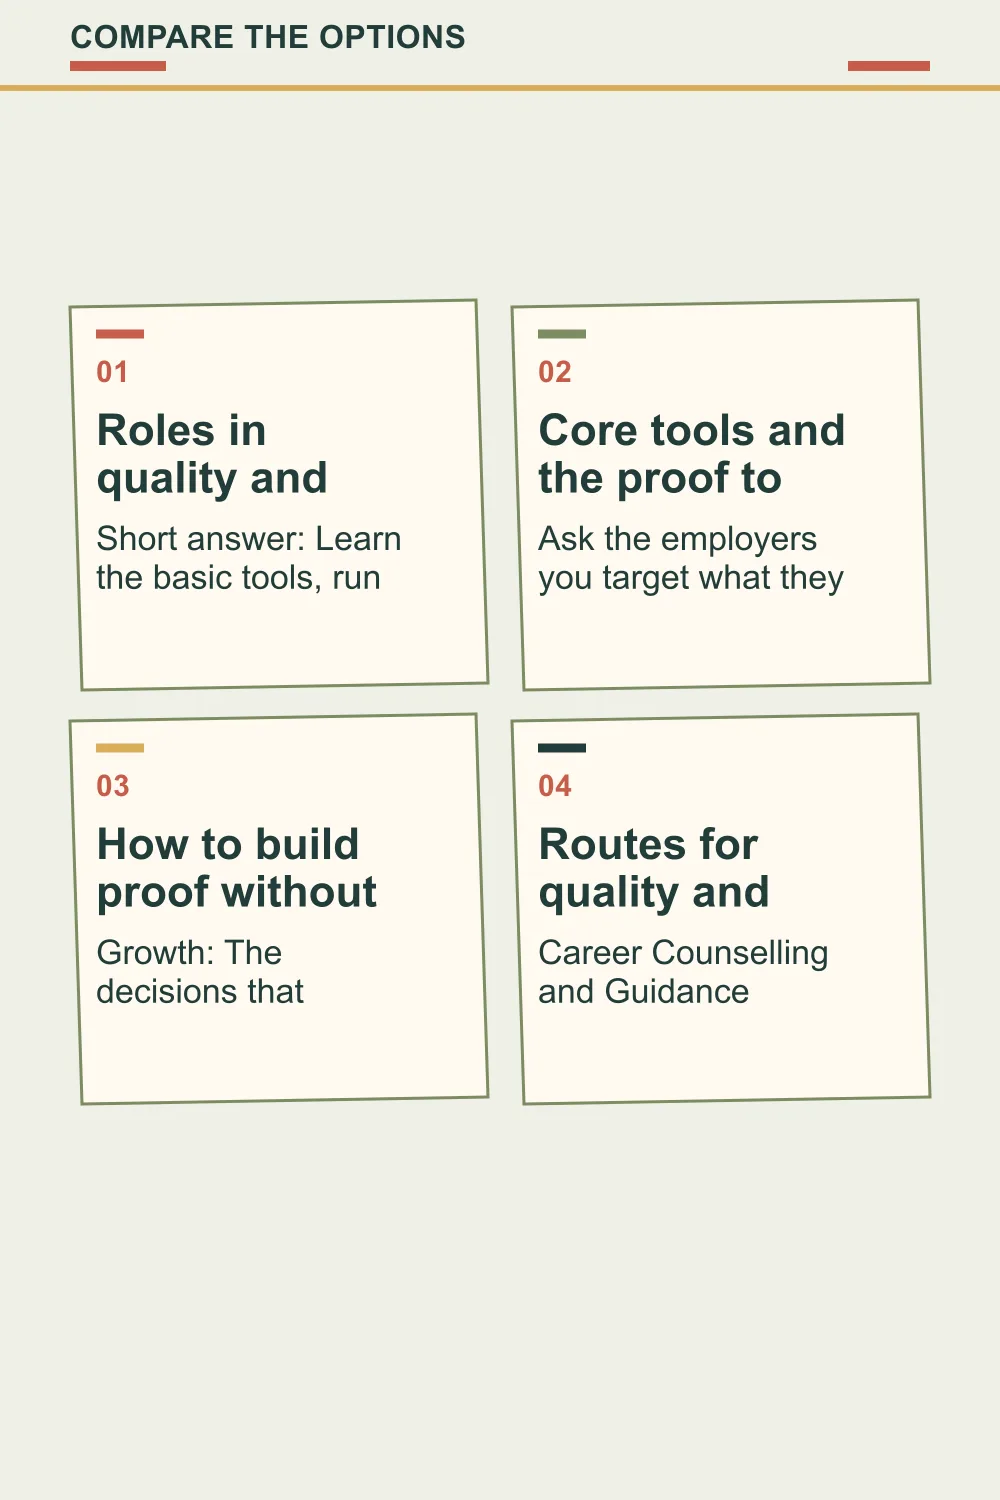 COMPARE THE OPTIONS
01
Roles in
quality and
Short answer: Learn
the basic tools, run
02
Core tools and
the proof to
Ask the employers
you target what they
03
How to build
proof without
Growth: The
decisions that
04
Routes for
quality and
Career Counselling
and Guidance